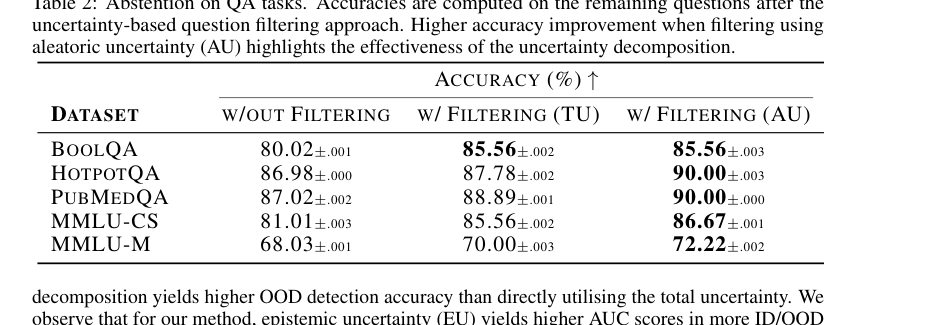 Table 2: Abstention on QA tasks. Accuracies are computed on the remaining questions after the
uncertainty-based question filtering approach. Higher accuracy improvement when filtering using
aleatoric uncertainty (AU) highlights the effectiveness of the uncertainty decomposition.
ACCURACY (%) ↑
DATASET W/OUT FILTERING W/ FILTERING (TU) W/ FILTERING (AU)
BOOLQA 80.02±.001 85.56±.002 85.56±.003
HOTPOTQA 86.98±.000 87.78±.002 90.00±.003
PUBMEDQA 87.02±.002 88.89±.001 90.00±.000
MMLU-CS 81.01±.003 85.56±.002 86.67±.001
MMLU-M 68.03±.001 70.00±.003 72.22±.002
decomposition yields higher OOD detection accuracy than directly utilising the total uncertainty. We
observe that for our method, epistemic uncertainty (EU) yields higher AUC scores in more ID/OOD